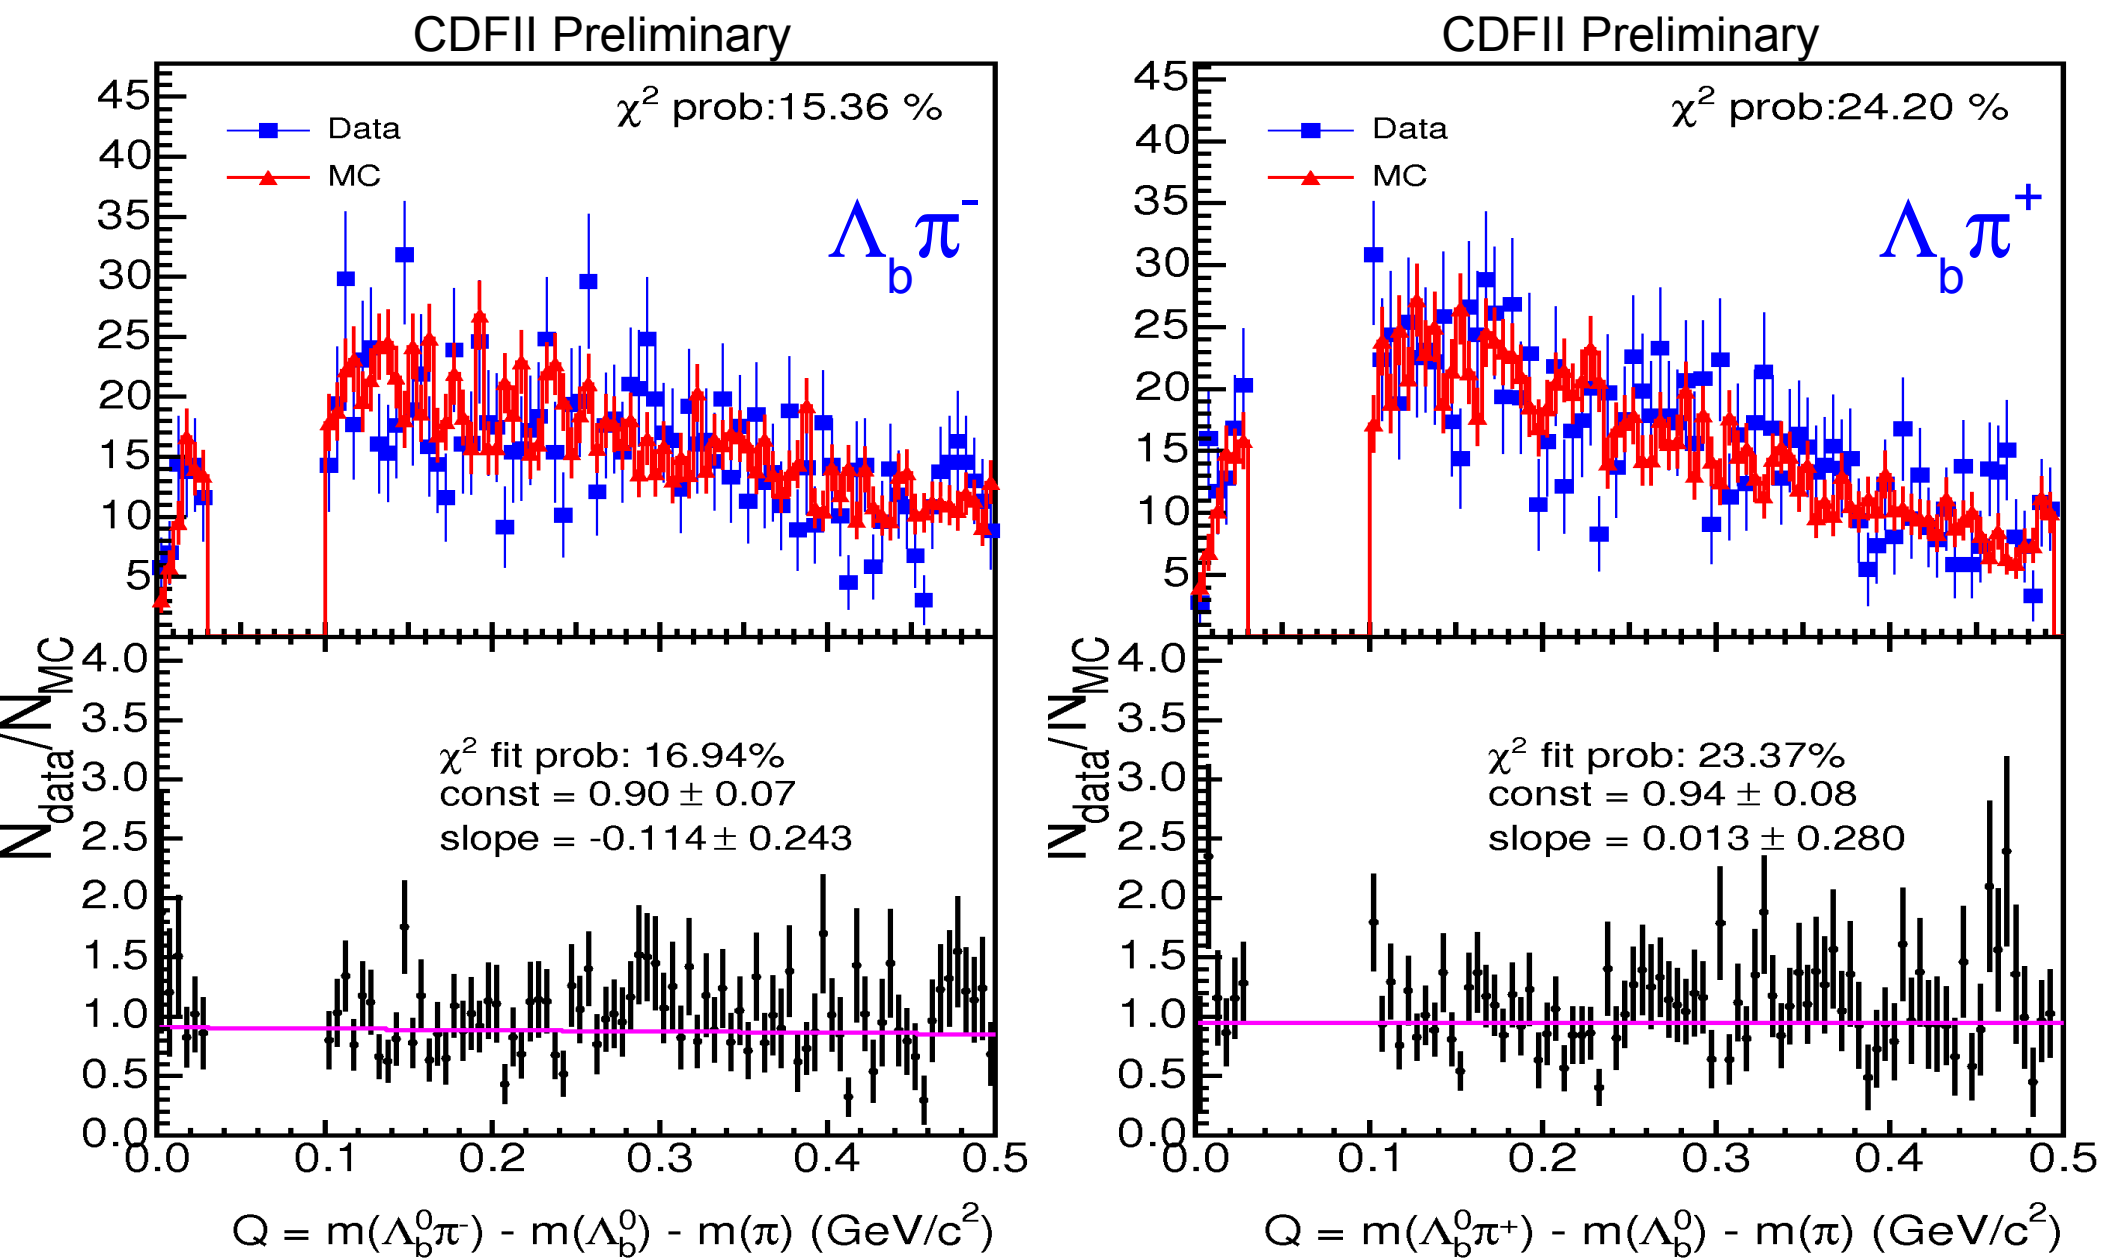 CDFII Preliminary
45
40
35
30
25
20
15
10
5
χ² prob:15.36 %
Data
MC
Λbπ⁻
Ndata/NMC
4.0
3.5
3.0
2.5
2.0
1.5
1.0
0.5
0.0
χ² fit prob: 16.94%
const = 0.90 ± 0.07
slope = -0.114 ± 0.243
0.0 0.1 0.2 0.3 0.4 0.5
Q = m(Λb⁰π⁻) - m(Λb⁰) - m(π) (GeV/c²)
CDFII Preliminary
45
40
35
30
25
20
15
10
5
χ² prob:24.20 %
Data
MC
Λbπ⁺
Ndata/NMC
4.0
3.5
3.0
2.5
2.0
1.5
1.0
0.5
0.0
χ² fit prob: 23.37%
const = 0.94 ± 0.08
slope = 0.013 ± 0.280
0.0 0.1 0.2 0.3 0.4 0.5
Q = m(Λb⁰π⁺) - m(Λb⁰) - m(π) (GeV/c²)